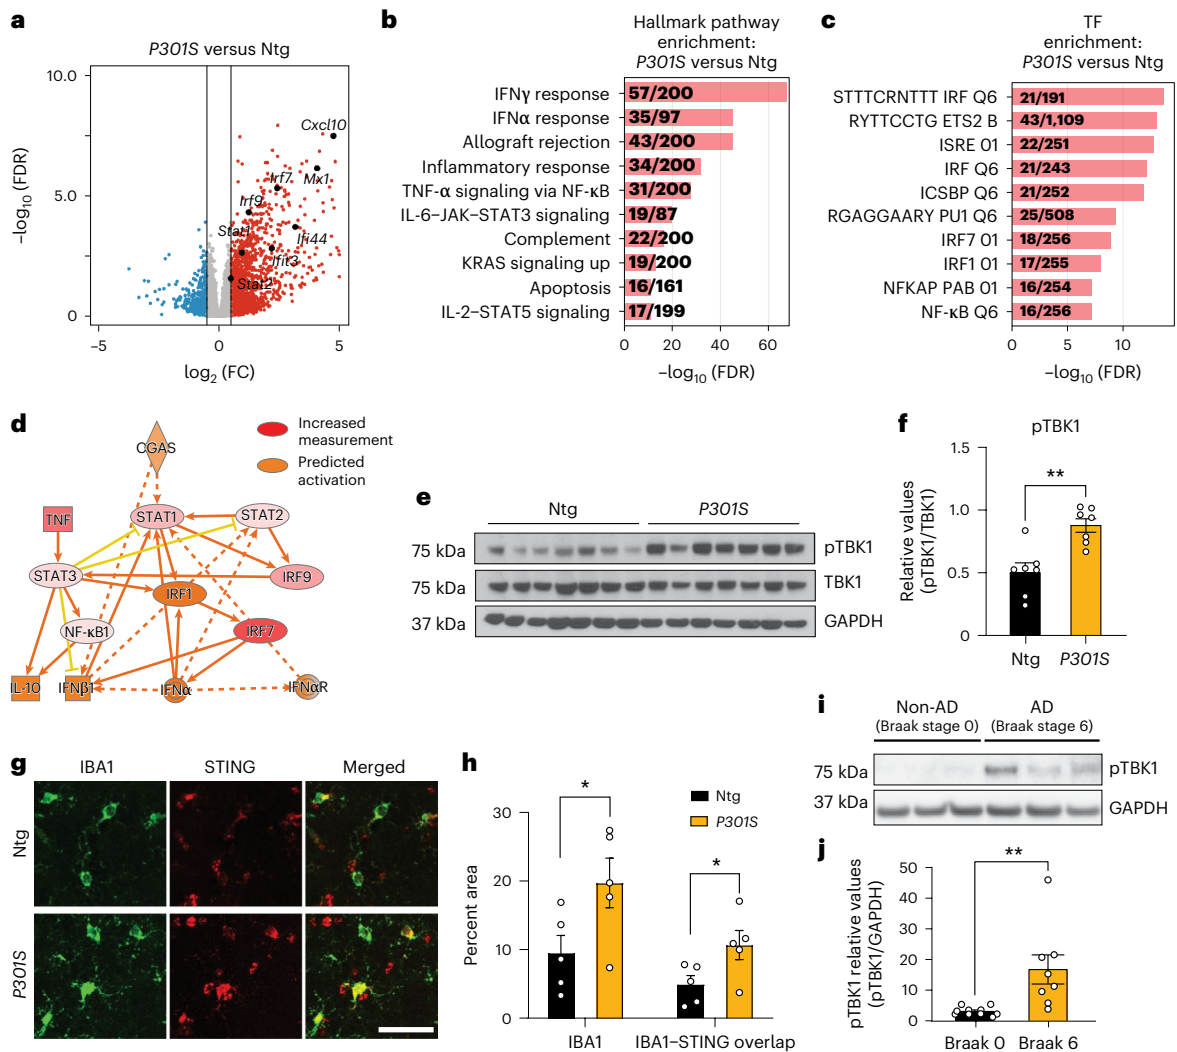 a
P301S versus Ntg
10.0
5.0
0
–log10 (FDR)
Cxcl10
Irf7
Mx1
Irf9
Stat1
Ifi44
Ifit3
Stat2
–5
0
5
log2 (FC)
b
Hallmark pathway
enrichment:
P301S versus Ntg
IFNγ response
57/200
IFNα response
35/97
Allograft rejection
43/200
Inflammatory response
34/200
TNF-α signaling via NF-κB
31/200
IL-6–JAK–STAT3 signaling
19/87
Complement
22/200
KRAS signaling up
19/200
Apoptosis
16/161
IL-2–STAT5 signaling
17/199
0
20
40
60
–log10 (FDR)
c
TF
enrichment:
P301S versus Ntg
STTTCRNTTT IRF Q6
21/191
RYTTCCTG ETS2 B
43/1,109
ISRE 01
22/251
IRF Q6
21/243
ICSBP Q6
21/252
RGAGGAARY PU1 Q6
25/508
IRF7 01
18/256
IRF1 01
17/255
NFKAP PAB 01
16/254
NF-κB Q6
16/256
0
5
10
–log10 (FDR)
d
Increased
measurement
Predicted
activation
CGAS
TNF
STAT1
STAT2
STAT3
IRF9
IRF1
NF-κB1
IRF7
IL-10
IFNβ1
IFNα
IFNαR
e
Ntg
P301S
75 kDa
pTBK1
75 kDa
TBK1
37 kDa
GAPDH
f
pTBK1
1.5
1.0
0.5
0
Relative values
(pTBK1/TBK1)
**
Ntg
P301S
g
IBA1
STING
Merged
Ntg
P301S
h
Ntg
P301S
30
20
10
0
Percent area
*
*
IBA1
IBA1–STING overlap
i
Non-AD
(Braak stage 0)
AD
(Braak stage 6)
75 kDa
pTBK1
37 kDa
GAPDH
j
50
40
30
20
10
0
pTBK1 relative values
(pTBK1/GAPDH)
**
Braak 0
Braak 6